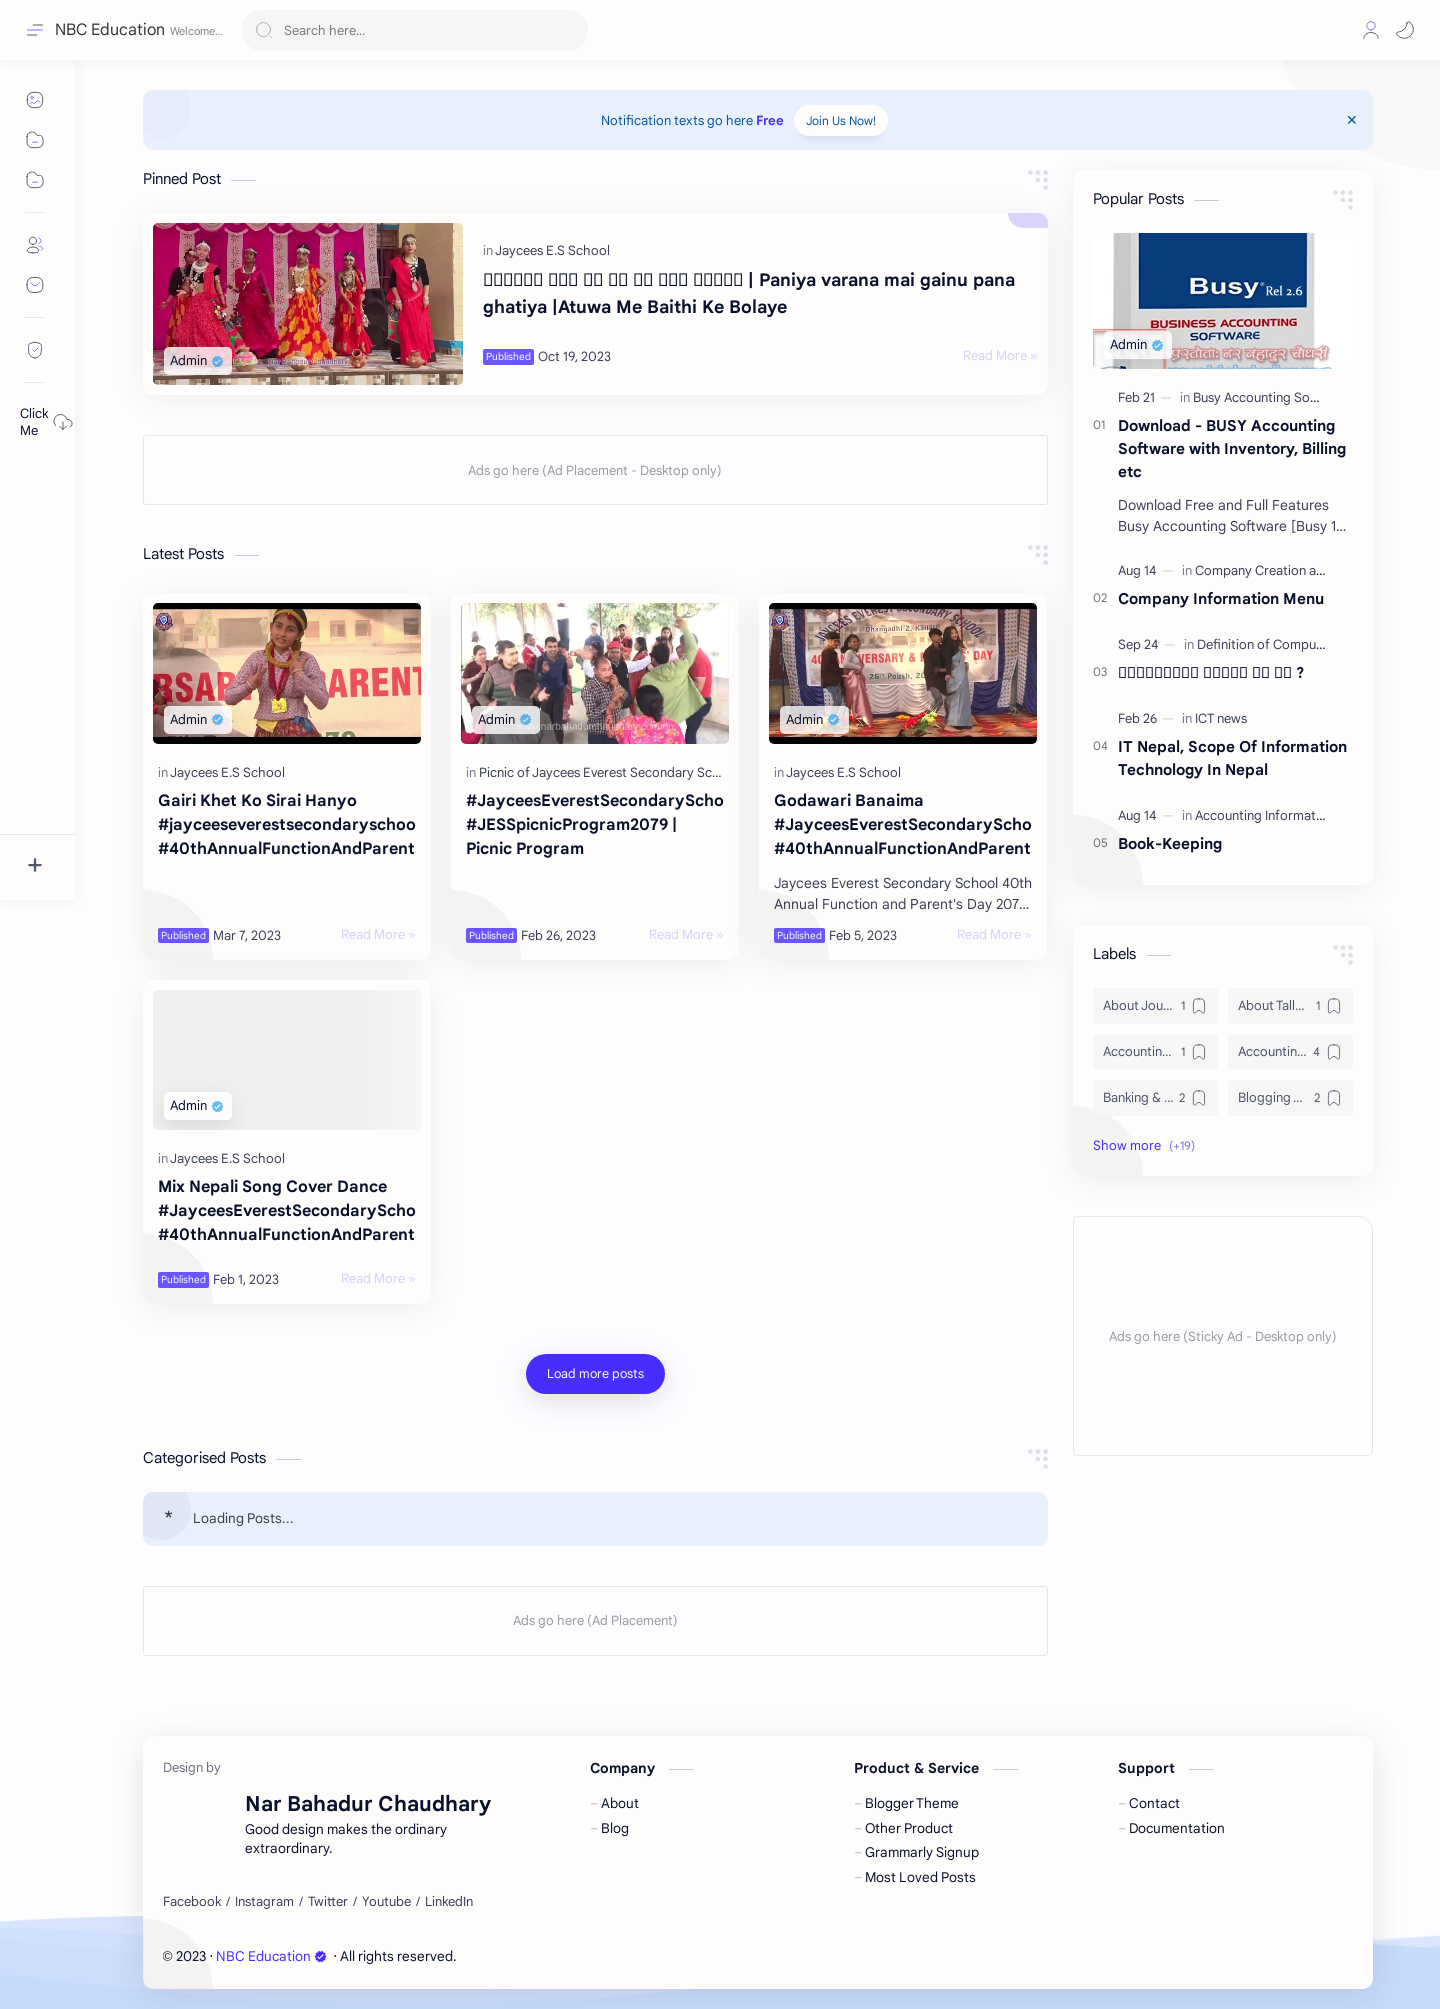 NBC Education Welcome...
Search here...
Click
Me
Notification texts go here Free Join Us Now!
Pinned Post
Admin
in Jaycees E.S School
| Paniya varana mai gainu pana
ghatiya |Atuwa Me Baithi Ke Bolaye
Published Oct 19, 2023
Read More »
Ads go here (Ad Placement - Desktop only)
Latest Posts
Admin
in Jaycees E.S School
Gairi Khet Ko Sirai Hanyo
#jayceeseverestsecondaryschoo
#40thAnnualFunctionAndParent
Published Mar 7, 2023
Read More »
Admin
in Picnic of Jaycees Everest Secondary Sc...
#JayceesEverestSecondaryScho
#JESSpicnicProgram2079 |
Picnic Program
Published Feb 26, 2023
Read More »
JAYCEES EVEREST SECONDARY SCHOOL
Dhangadhi 2, Kailali
Admin
in Jaycees E.S School
Godawari Banaima
#JayceesEverestSecondaryScho
#40thAnnualFunctionAndParent
Jaycees Everest Secondary School 40th
Annual Function and Parent's Day 207...
Published Feb 5, 2023
Read More »
Admin
in Jaycees E.S School
Mix Nepali Song Cover Dance
#JayceesEverestSecondaryScho
#40thAnnualFunctionAndParent
Published Feb 1, 2023
Read More »
Load more posts
Categorised Posts
* Loading Posts...
Ads go here (Ad Placement)
Popular Posts
Busy Rel 2.6
BUSINESS ACCOUNTING
SOFTWARE
Admin
Feb 21 — in Busy Accounting So...
01 Download - BUSY Accounting
Software with Inventory, Billing
etc
Download Free and Full Features
Busy Accounting Software [Busy 1...
Aug 14 — in Company Creation a...
02 Company Information Menu
Sep 24 — in Definition of Compu...
03 ?
Feb 26 — in ICT news
04 IT Nepal, Scope Of Information
Technology In Nepal
Aug 14 — in Accounting Informat...
05 Book-Keeping
Labels
About Jou... 1
About Tall... 1
Accountin... 1
Accountin... 4
Banking & ... 2
Blogging ... 2
Show more (+19)
Ads go here (Sticky Ad - Desktop only)
Design by
Nar Bahadur Chaudhary
Good design makes the ordinary
extraordinary.
Facebook / Instagram / Twitter / Youtube / LinkedIn
Company
– About
– Blog
Product & Service
– Blogger Theme
– Other Product
– Grammarly Signup
– Most Loved Posts
Support
– Contact
– Documentation
© 2023 · NBC Education · All rights reserved.